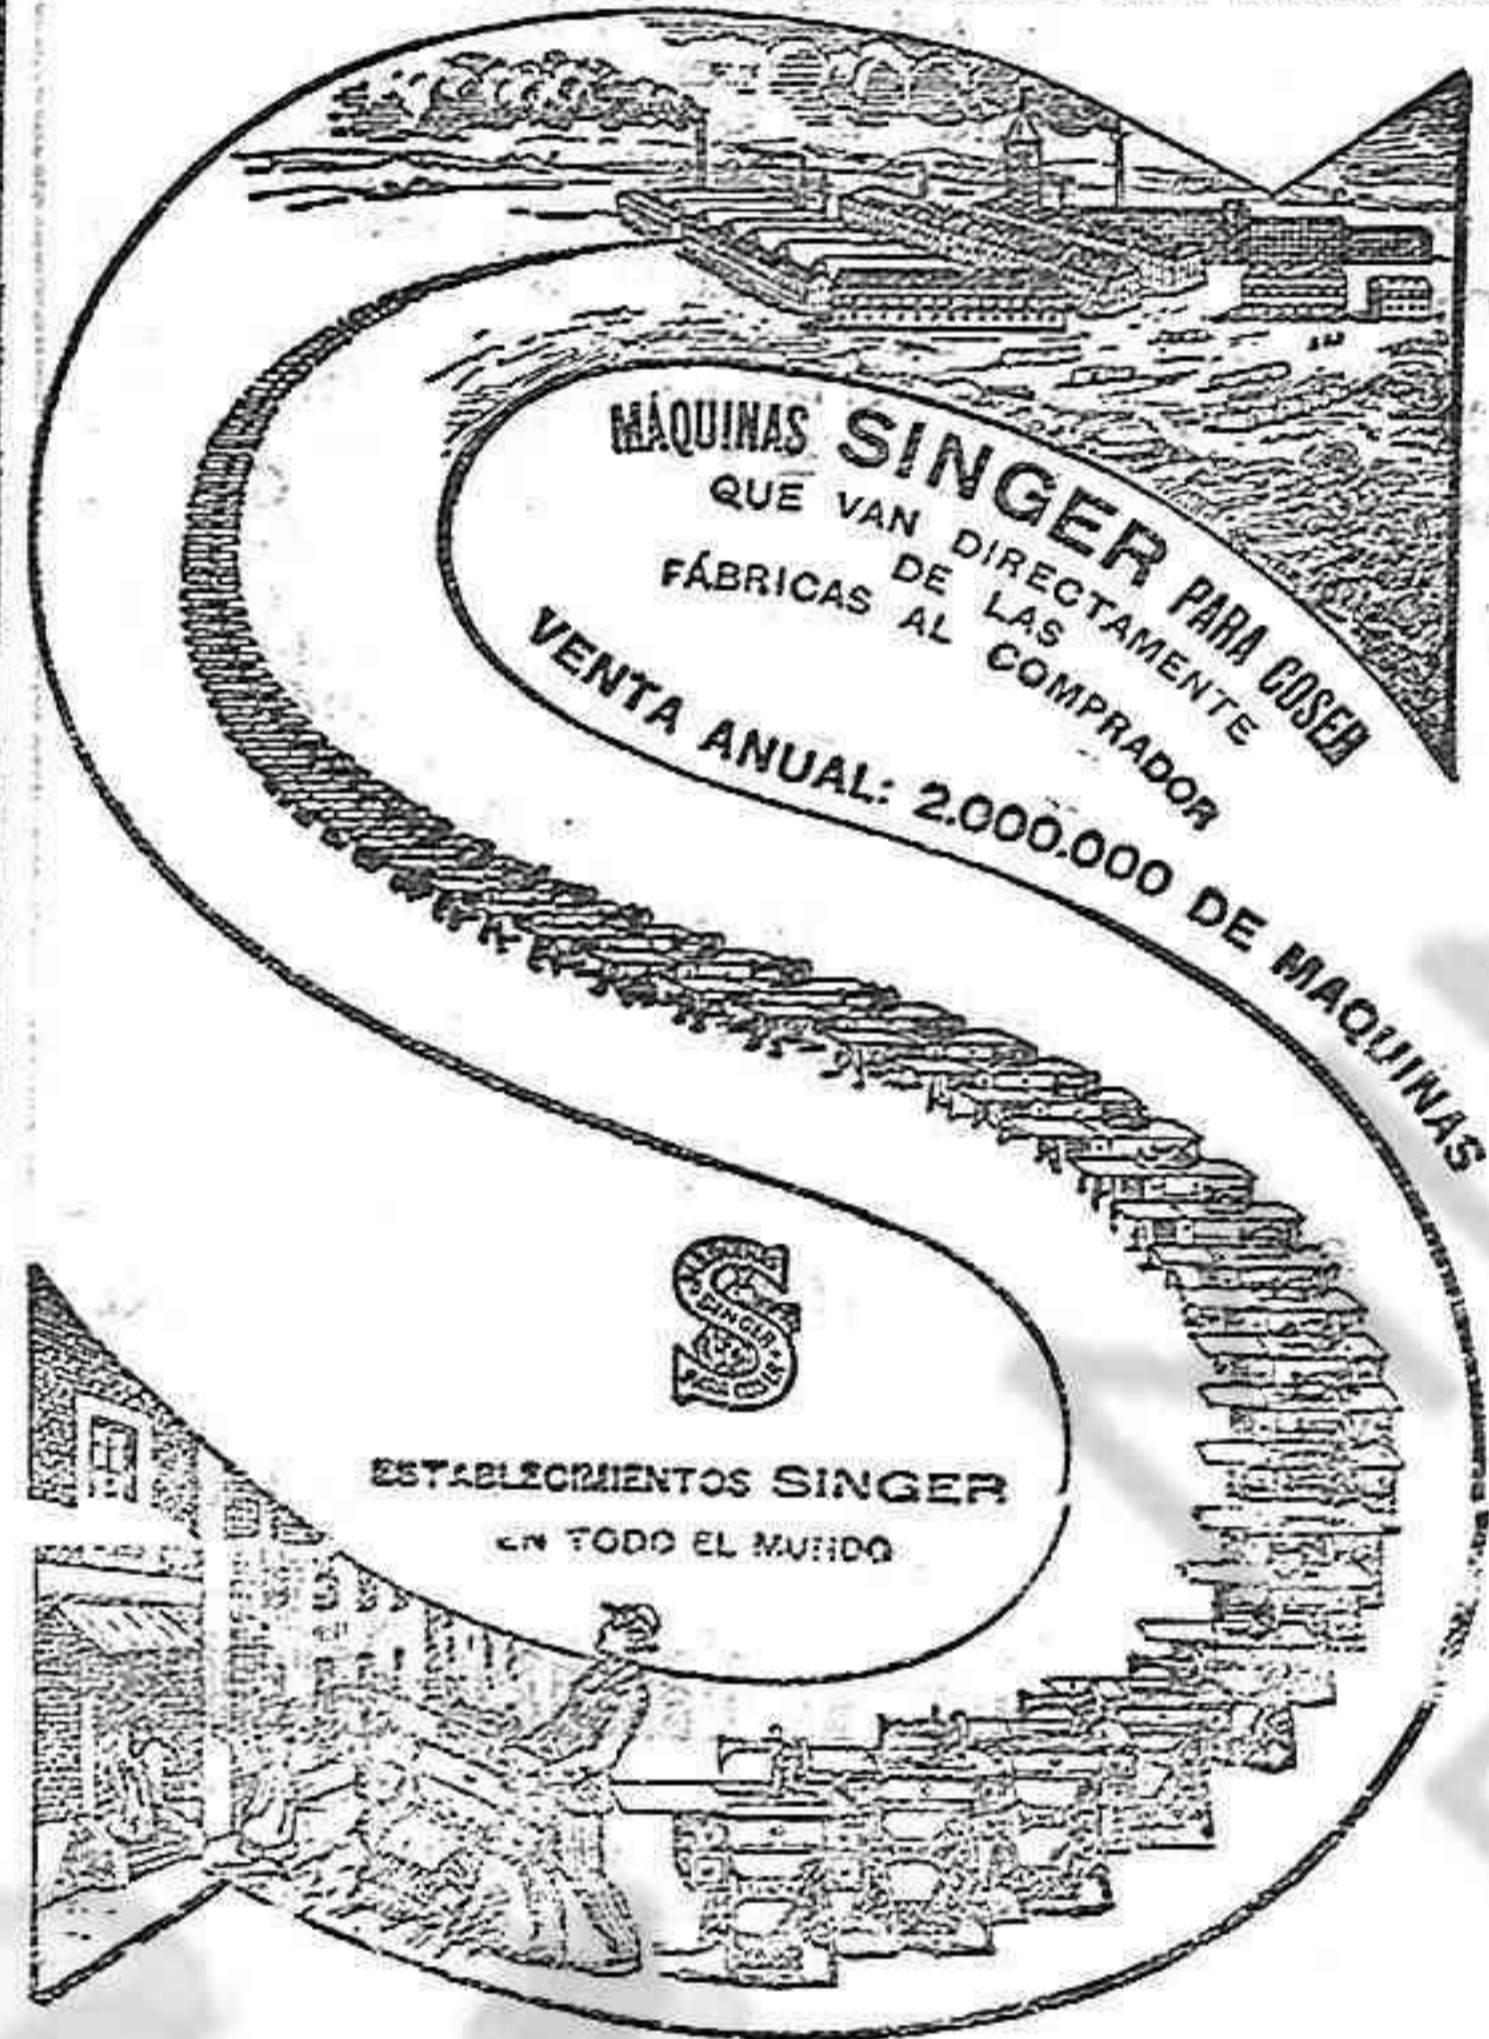 MÁQUINAS SINGER PARA COSER
QUE VAN DIRECTAMENTE
DE LAS
FÁBRICAS AL COMPRADOR
VENTA ANUAL: 2.000.000 DE MAQUINAS
SINGER
ESTABLECIMIENTOS SINGER
EN TODO EL MUNDO